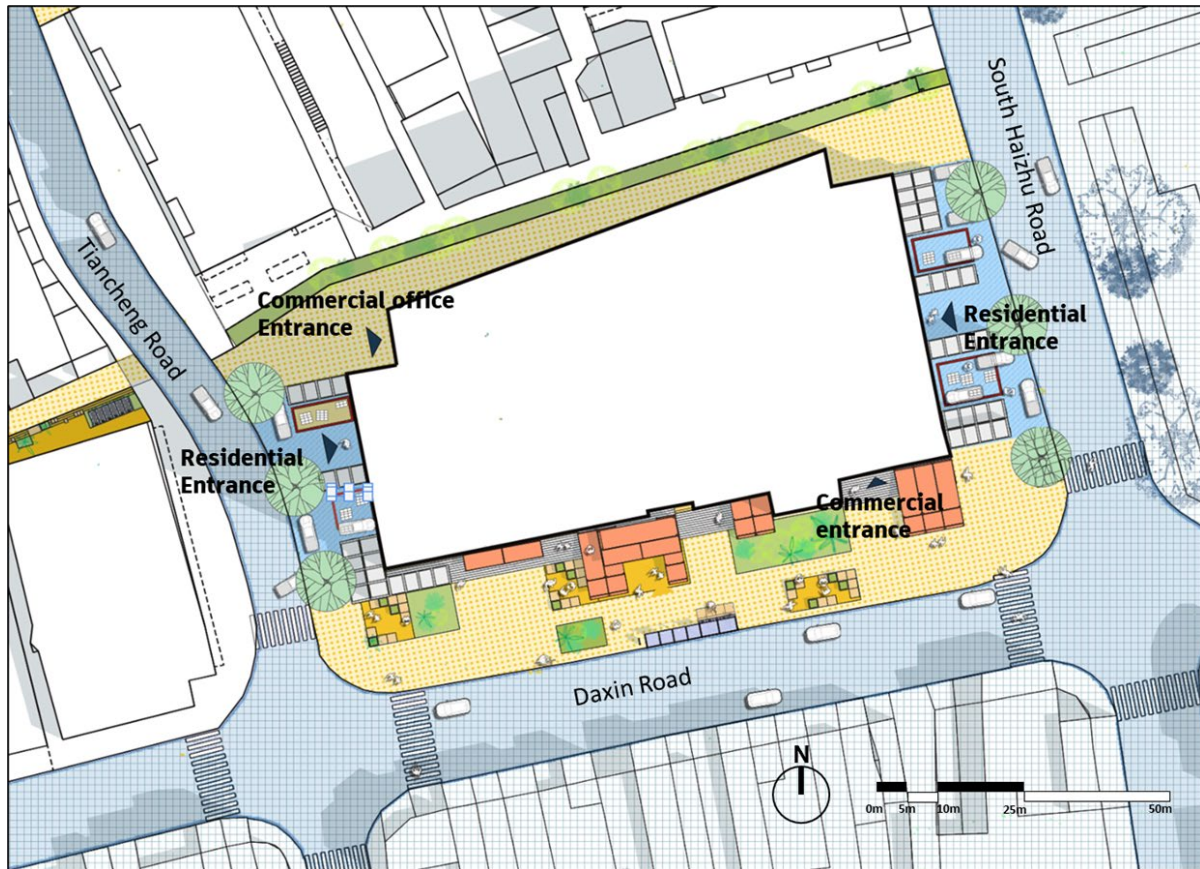 South Haizhu Road
Tiancheng Road
Commercial office
Entrance
Residential
Entrance
Residential
Entrance
Commercial
entrance
Daxin Road
N
0m 5m 10m 25m 50m